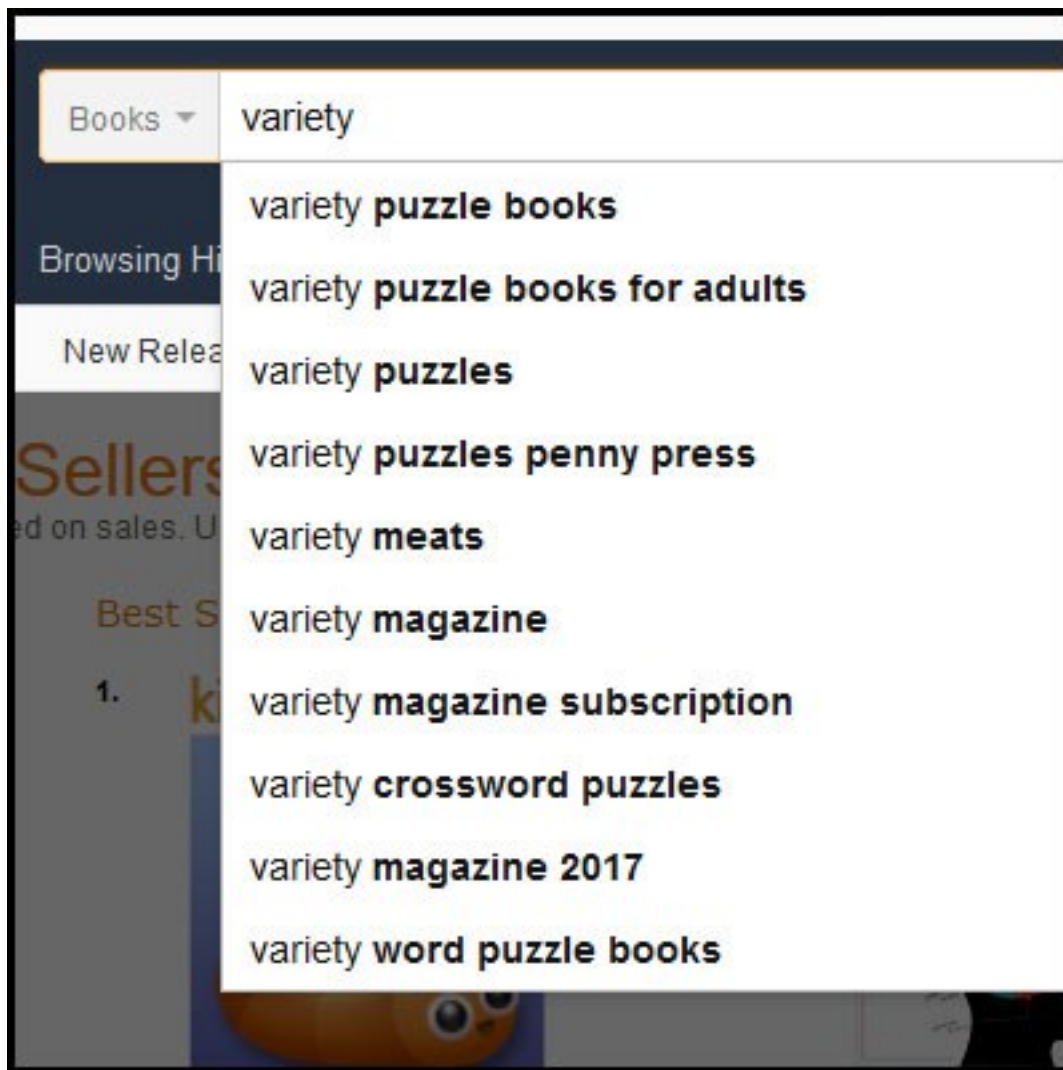 Books
variety
variety puzzle books
Browsing Hi
variety puzzle books for adults
New Relea
variety puzzles
Sellers
variety puzzles penny press
ed on sales. U
variety meats
Best S
variety magazine
1.
ki
variety magazine subscription
variety crossword puzzles
variety magazine 2017
variety word puzzle books